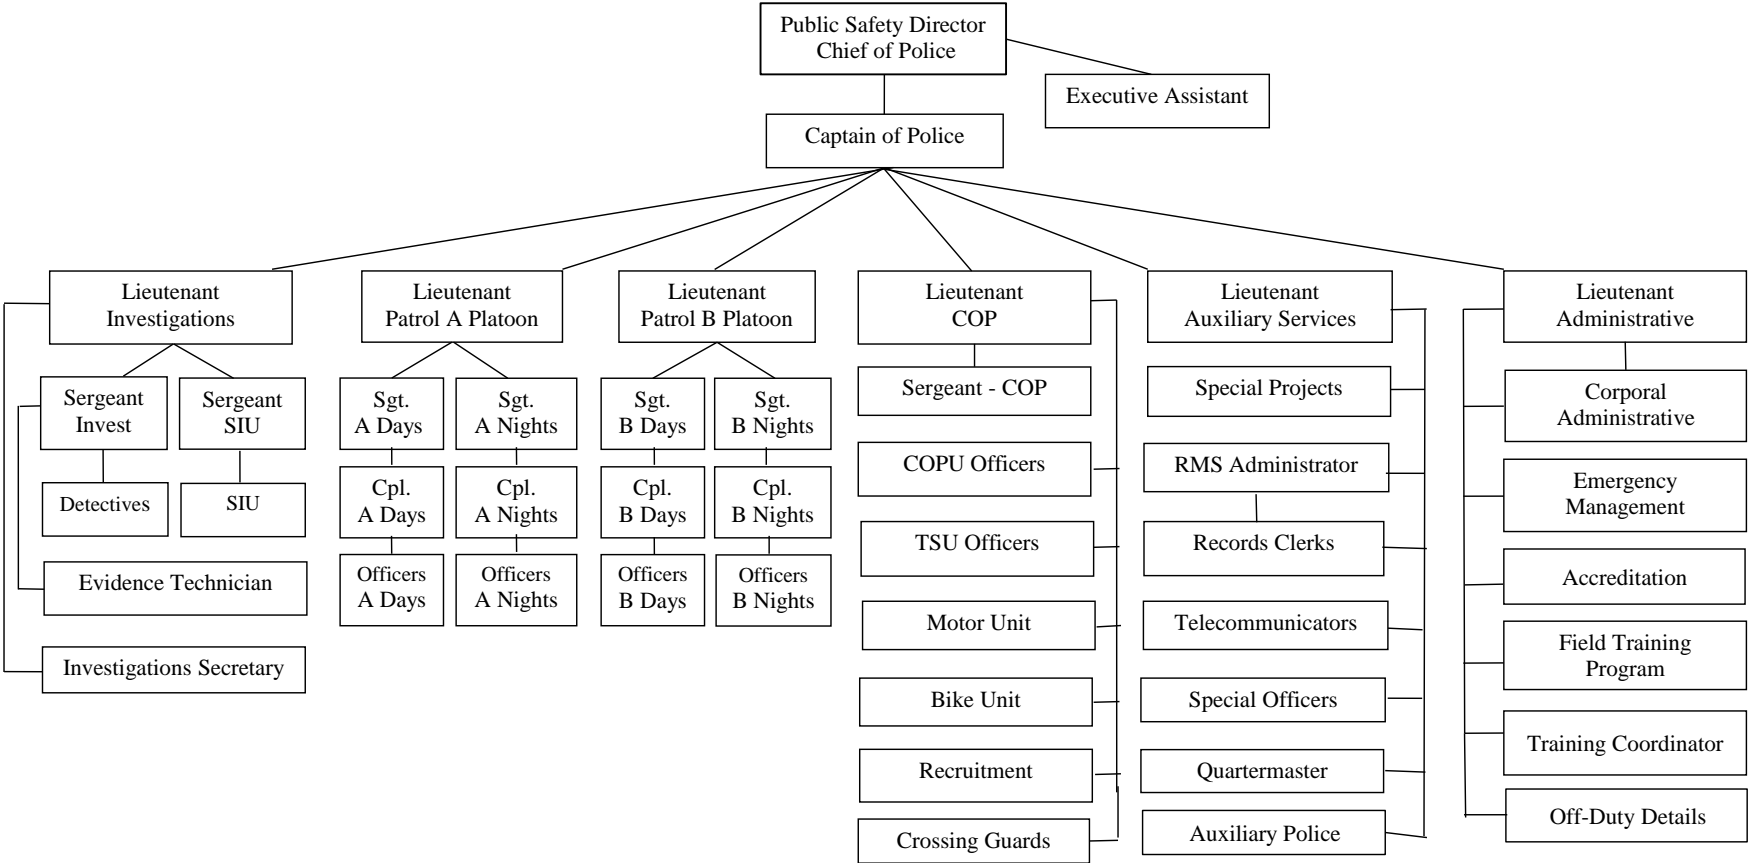 Public Safety Director
Chief of Police
Executive Assistant
Captain of Police
Lieutenant
Investigations
Lieutenant
Patrol A Platoon
Lieutenant
Patrol B Platoon
Lieutenant
COP
Lieutenant
Auxiliary Services
Lieutenant
Administrative
Sergeant
Invest
Sergeant
SIU
Detectives
SIU
Evidence Technician
Investigations Secretary
Sgt.
A Days
Sgt.
A Nights
Cpl.
A Days
Cpl.
A Nights
Officers
A Days
Officers
A Nights
Sgt.
B Days
Sgt.
B Nights
Cpl.
B Days
Cpl.
B Nights
Officers
B Days
Officers
B Nights
Sergeant - COP
COPU Officers
TSU Officers
Motor Unit
Bike Unit
Recruitment
Crossing Guards
Special Projects
RMS Administrator
Records Clerks
Telecommunicators
Special Officers
Quartermaster
Auxiliary Police
Corporal
Administrative
Emergency
Management
Accreditation
Field Training
Program
Training Coordinator
Off-Duty Details